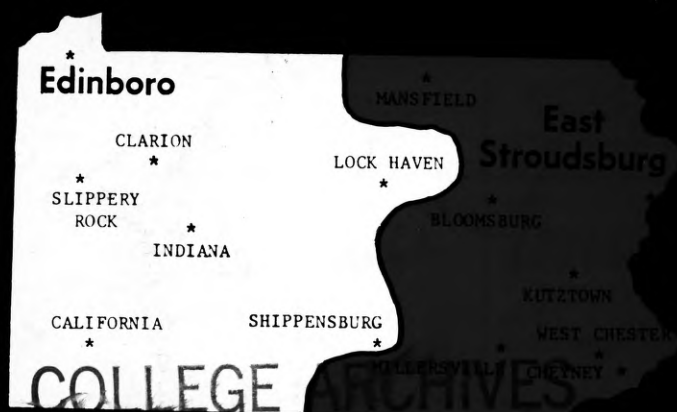 Edinboro
CLARION
SLIPPERY
ROCK
INDIANA
CALIFORNIA
LOCK HAVEN
SHIPPENSBURG
MANSFIELD
East
Stroudsburg
BLOOMSBURG
KUTZTOWN
WEST CHESTER
MILLERSVILLE
CHEYNEY
COLLEGE ARCHIVES